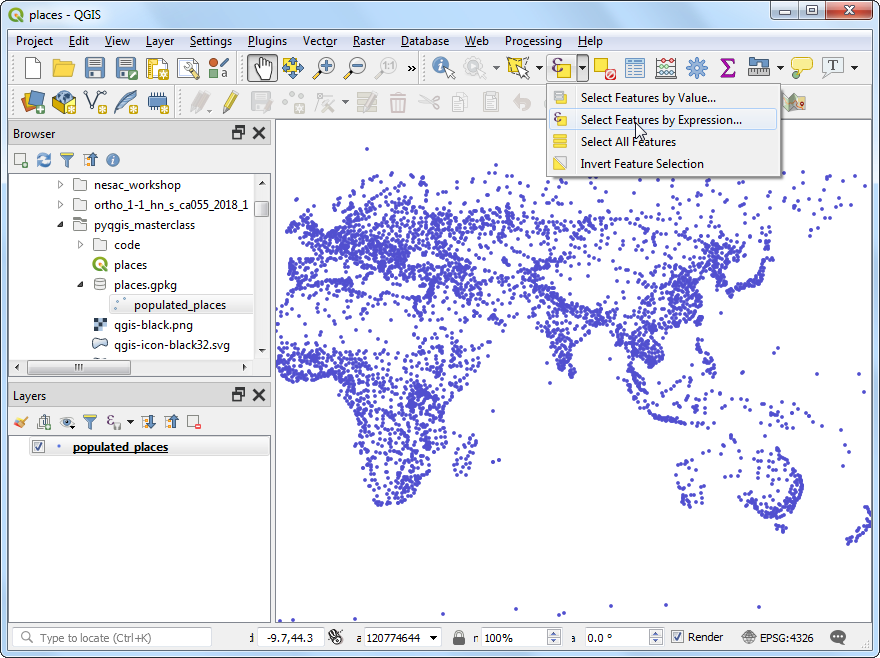 places - QGIS
Project Edit View Layer Settings Plugins Vector Raster Database Web Processing Help
Select Features by Value...
Select Features by Expression...
Select All Features
Invert Feature Selection
Browser
nesac_workshop
ortho_1-1_hn_s_ca055_2018_1
pyqgis_masterclass
code
places
places.gpkg
populated_places
qgis-black.png
qgis-icon-black32.svg
Layers
populated_places
Type to locate (Ctrl+K) d -9.7,44.3 a 120774644 n 100% a 0.0 ° Render EPSG:4326